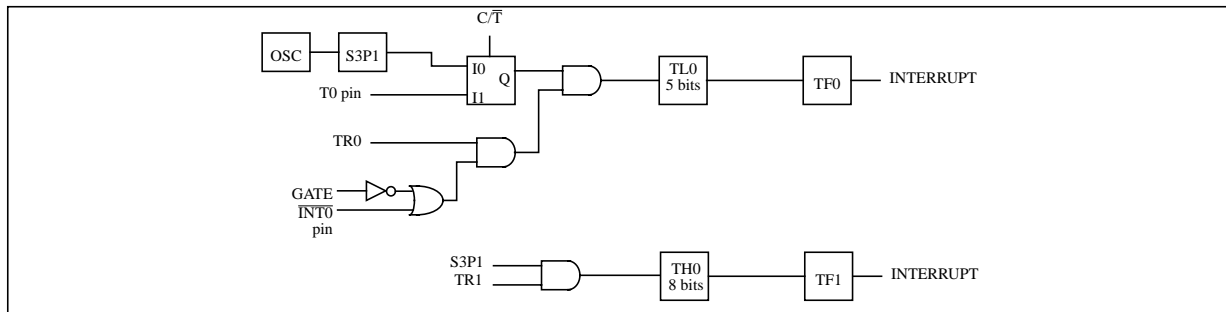 C/T̅
OSC
S3P1
I0
Q
I1
T0 pin
TL0
5 bits
TF0
INTERRUPT
TR0
GATE
I̅N̅T̅0̅
pin
S3P1
TR1
TH0
8 bits
TF1
INTERRUPT